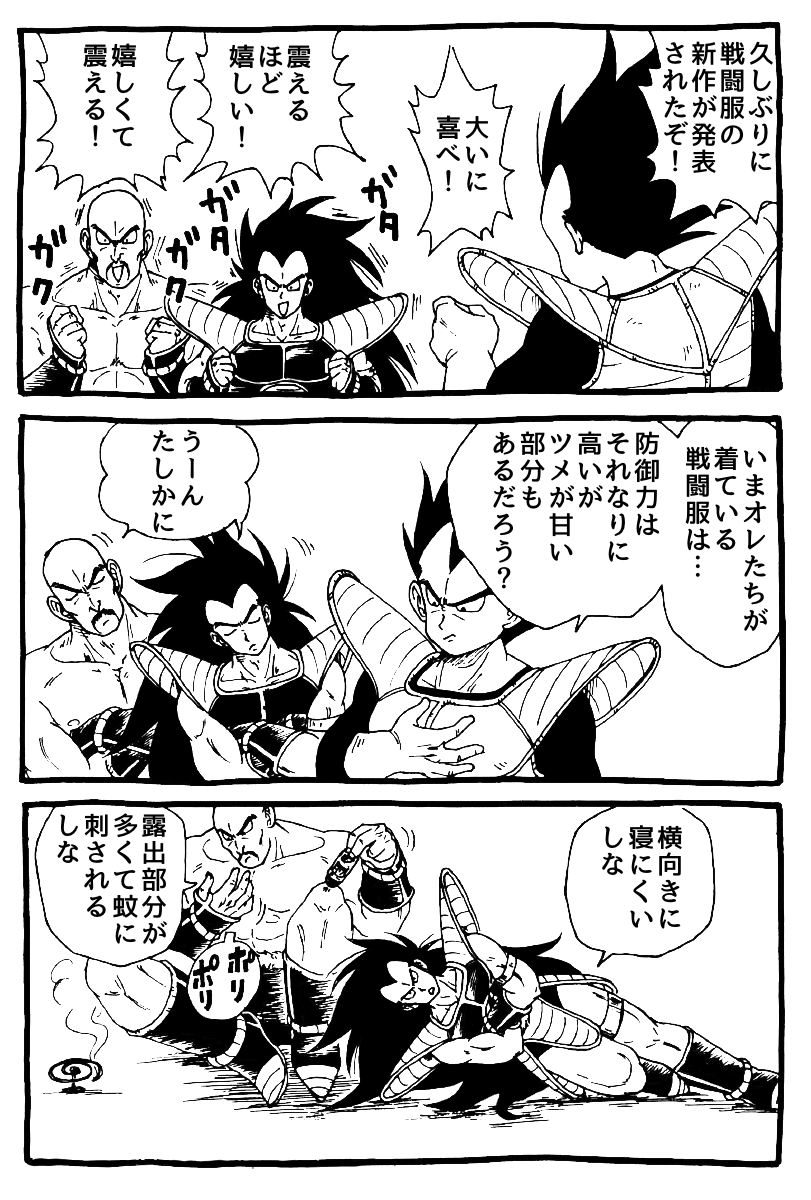 久しぶりに
戦闘服の
新作が発表
されたぞ！
大いに
喜べ！
震える
ほど
嬉しい！
嬉しくて
震える！
ガタ
ガタ
ガク
ガク
いまオレたちが
着ている
戦闘服は…
防御力は
それなりに
高いが
ツメが甘い
部分も
あるだろう？
うーん
たしかに
横向きに
寝にくい
しな
露出部分が
多くて蚊に
刺される
しな
ポリ
ポリ